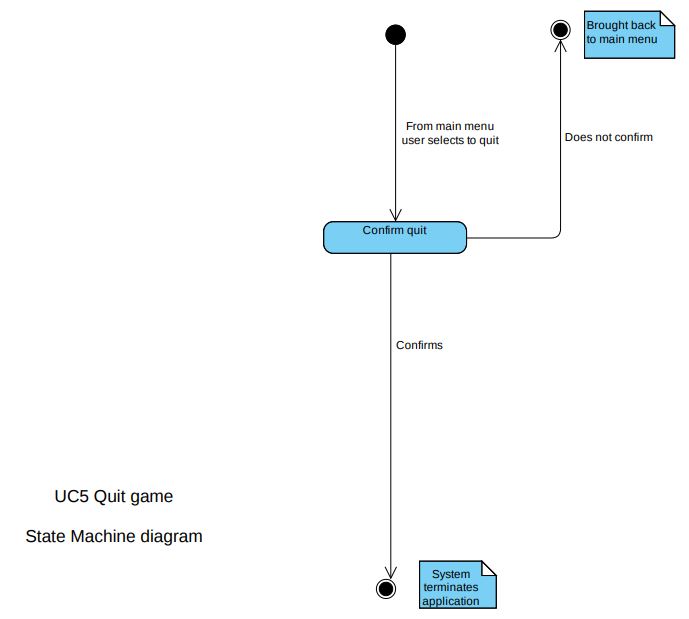 Brought back
to main menu
From main menu
user selects to quit
Does not confirm
Confirm quit
Confirms
UC5 Quit game
State Machine diagram
System
terminates
application